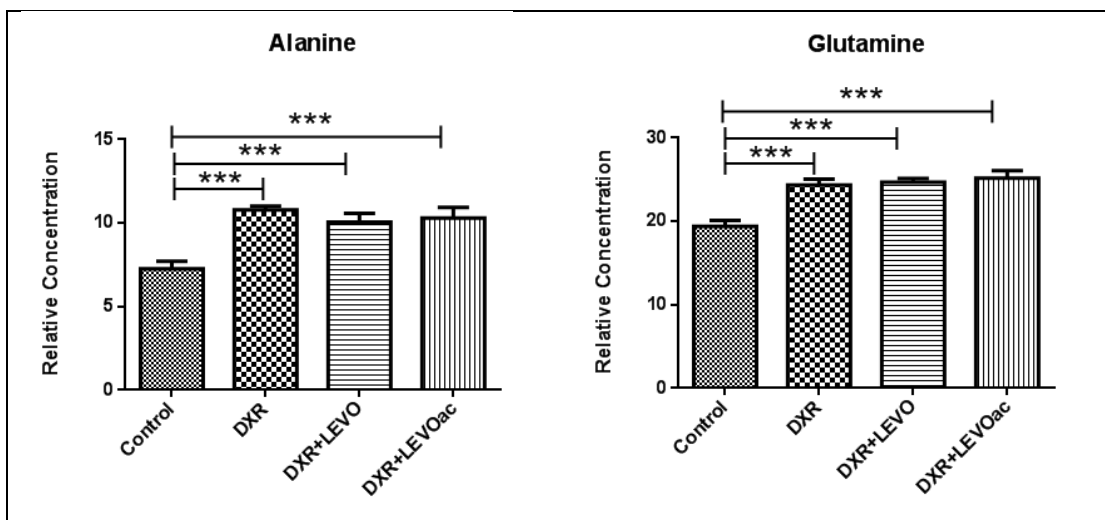 Alanine
Relative Concentration
15
10
5
0
***
***
***
Control
DXR
DXR+LEVO
DXR+LEVOac
Glutamine
Relative Concentration
30
20
10
0
***
***
***
Control
DXR
DXR+LEVO
DXR+LEVOac